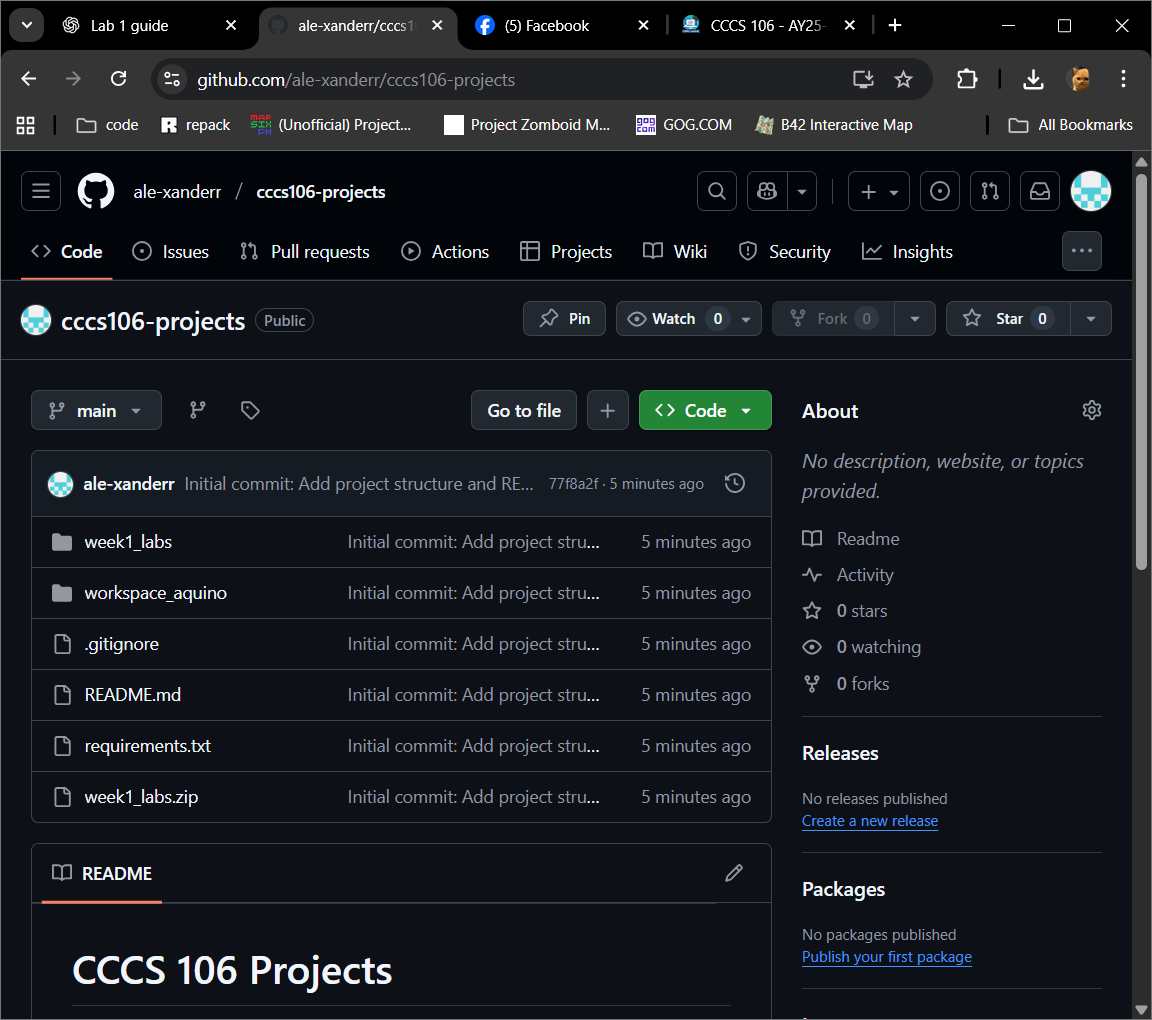 Lab 1 guide
ale-xanderr/cccs1
(5) Facebook
CCCS 106 - AY25-
github.com/ale-xanderr/cccs106-projects
code
repack
MAP SIX PH
(Unofficial) Project...
Project Zomboid M...
GOG COM
GOG.COM
B42 Interactive Map
All Bookmarks
ale-xanderr / cccs106-projects
Code
Issues
Pull requests
Actions
Projects
Wiki
Security
Insights
cccs106-projects
Public
Pin
Watch 0
Fork 0
Star 0
main
Go to file
Code
About
ale-xanderr Initial commit: Add project structure and RE... 77f8a2f · 5 minutes ago
No description, website, or topics
provided.
week1_labs Initial commit: Add project stru... 5 minutes ago
workspace_aquino Initial commit: Add project stru... 5 minutes ago
.gitignore Initial commit: Add project stru... 5 minutes ago
README.md Initial commit: Add project stru... 5 minutes ago
requirements.txt Initial commit: Add project stru... 5 minutes ago
week1_labs.zip Initial commit: Add project stru... 5 minutes ago
Readme
Activity
0 stars
0 watching
0 forks
Releases
No releases published
Create a new release
Packages
No packages published
Publish your first package
README
CCCS 106 Projects